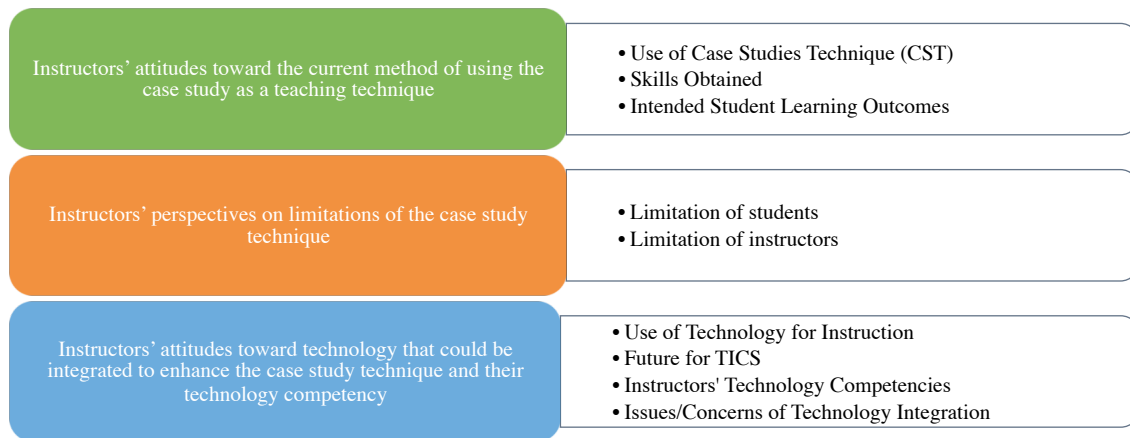 Instructors’ attitudes toward the current method of using the
case study as a teaching technique
• Use of Case Studies Technique (CST)
• Skills Obtained
• Intended Student Learning Outcomes
Instructors’ perspectives on limitations of the case study
technique
• Limitation of students
• Limitation of instructors
Instructors’ attitudes toward technology that could be
integrated to enhance the case study technique and their
technology competency
• Use of Technology for Instruction
• Future for TICS
• Instructors' Technology Competencies
• Issues/Concerns of Technology Integration